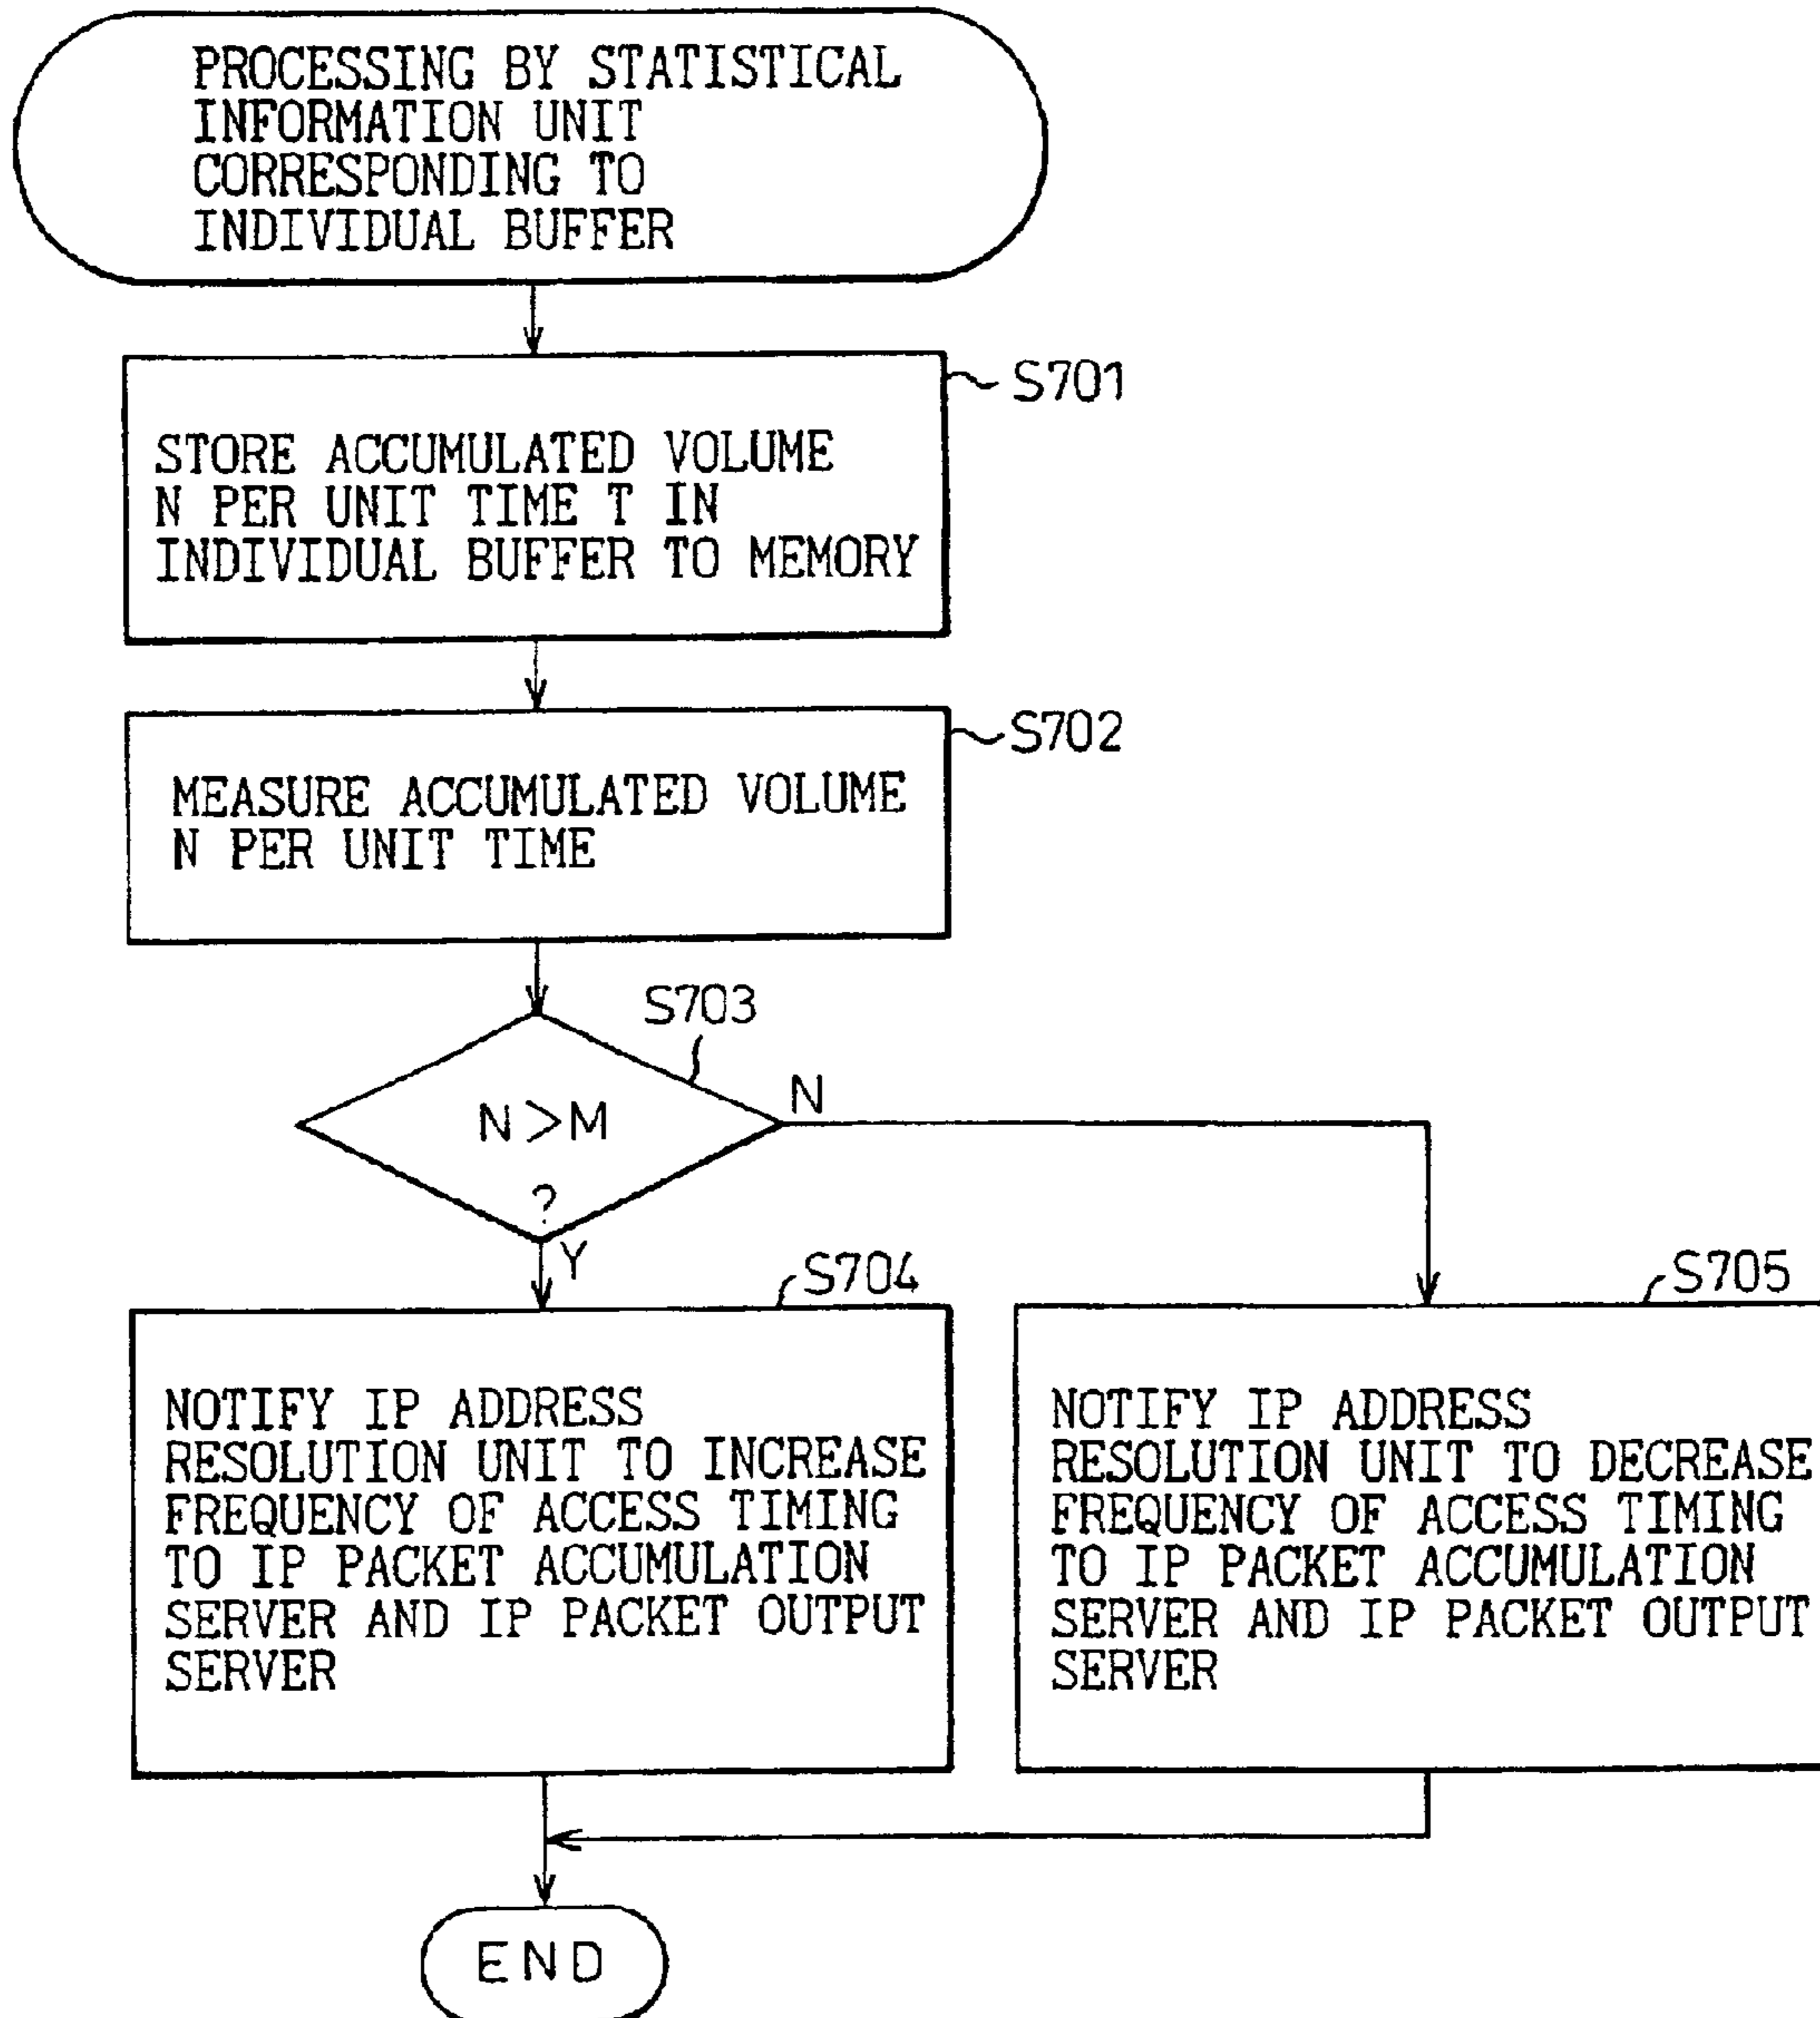 PROCESSING BY STATISTICAL
INFORMATION UNIT
CORRESPONDING TO
INDIVIDUAL BUFFER
S701
STORE ACCUMULATED VOLUME
N PER UNIT TIME T IN
INDIVIDUAL BUFFER TO MEMORY
S702
MEASURE ACCUMULATED VOLUME
N PER UNIT TIME
S703
N>M
?
N
Y
S704
NOTIFY IP ADDRESS
RESOLUTION UNIT TO INCREASE
FREQUENCY OF ACCESS TIMING
TO IP PACKET ACCUMULATION
SERVER AND IP PACKET OUTPUT
SERVER
S705
NOTIFY IP ADDRESS
RESOLUTION UNIT TO DECREASE
FREQUENCY OF ACCESS TIMING
TO IP PACKET ACCUMULATION
SERVER AND IP PACKET OUTPUT
SERVER
END